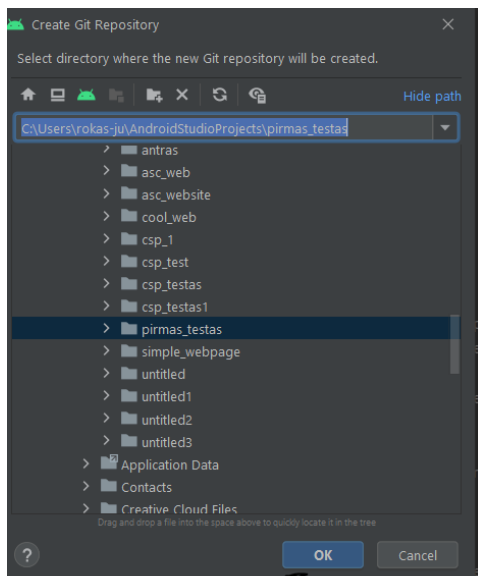 Create Git Repository
Select directory where the new Git repository will be created.
Hide path
C:\Users\rokas-ju\AndroidStudioProjects\pirmas_testas
antras
asc_web
asc_website
cool_web
csp_1
csp_test
csp_testas
csp_testas1
pirmas_testas
simple_webpage
untitled
untitled1
untitled2
untitled3
Application Data
Contacts
Creative Cloud Files
Drag and drop a file into the space above to quickly locate it in the tree
? OK Cancel